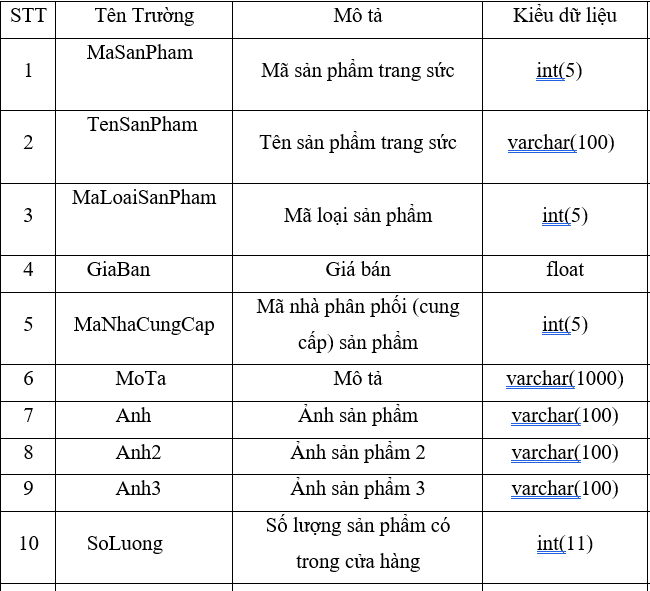 STT Tên Trường Mô tả Kiểu dữ liệu
1 MaSanPham Mã sản phẩm trang sức int(5)
2 TenSanPham Tên sản phẩm trang sức varchar(100)
3 MaLoaiSanPham Mã loại sản phẩm int(5)
4 GiaBan Giá bán float
5 MaNhaCungCap Mã nhà phân phối (cung
cấp) sản phẩm int(5)
6 MoTa Mô tả varchar(1000)
7 Anh Ảnh sản phẩm varchar(100)
8 Anh2 Ảnh sản phẩm 2 varchar(100)
9 Anh3 Ảnh sản phẩm 3 varchar(100)
10 SoLuong Số lượng sản phẩm có
trong cửa hàng int(11)